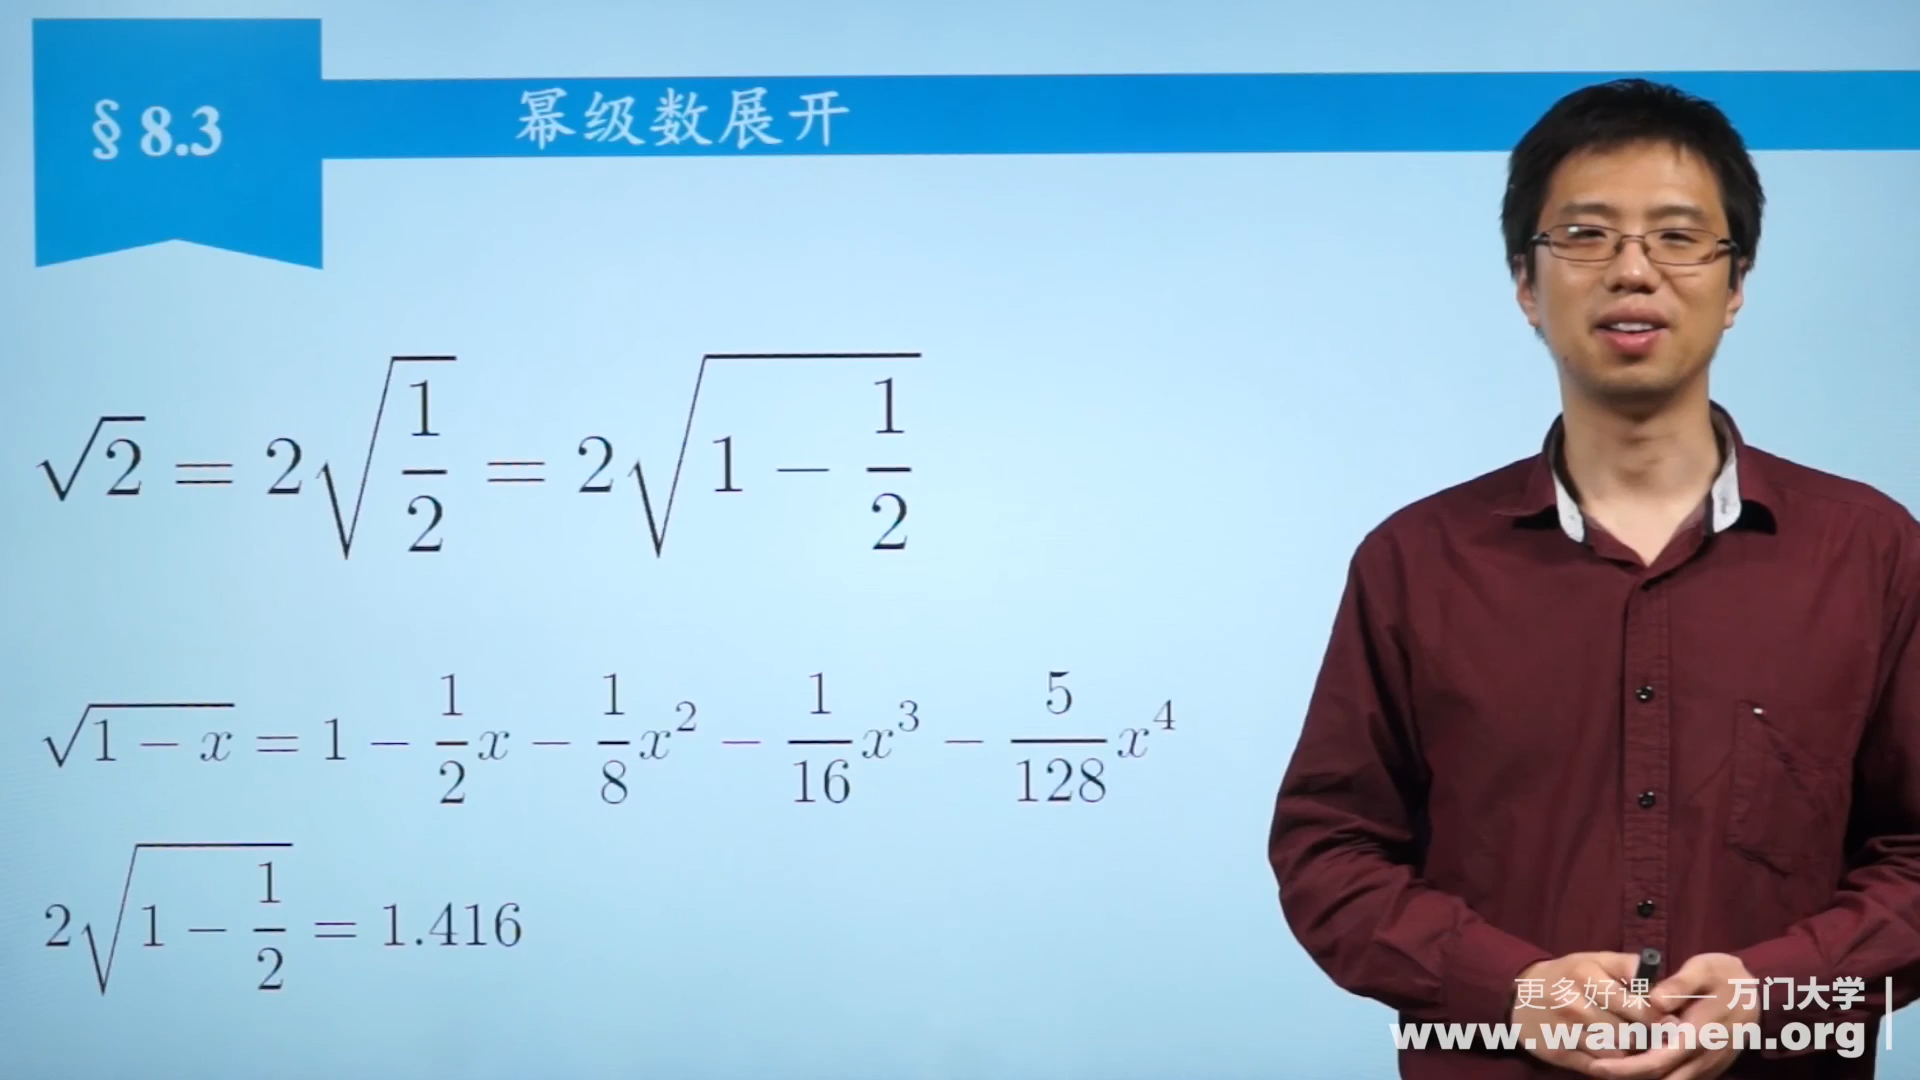 § 8.3
幂级数展开
√2 = 2√(1/2) = 2√(1 − 1/2)
√(1 − x) = 1 − 1/2 x − 1/8 x² − 1/16 x³ − 5/128 x⁴
2√(1 − 1/2) = 1.416
更多好课 —— 万门大学
www.wanmen.org